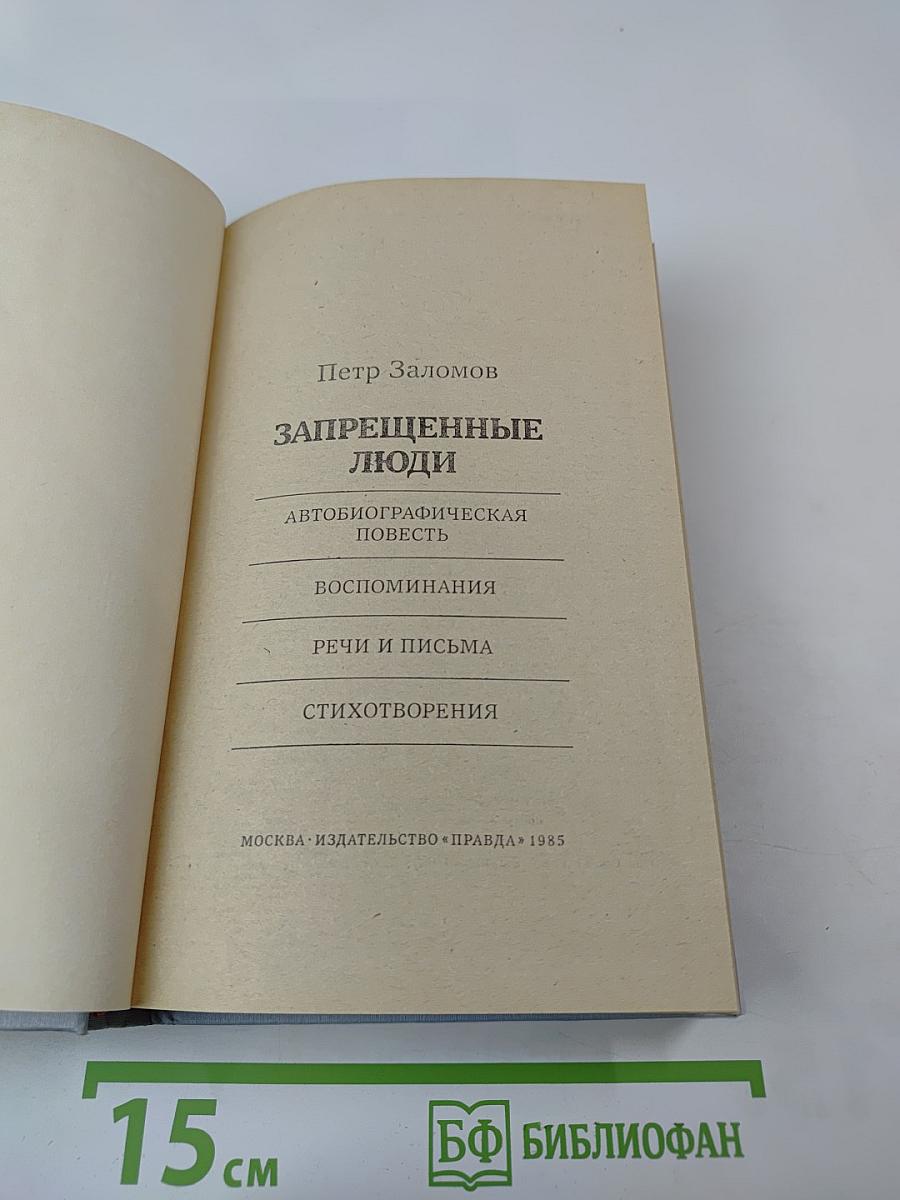 Петр Заломов
ЗАПРЕЩЕННЫЕ
ЛЮДИ
АВТОБИОГРАФИЧЕСКАЯ
ПОВЕСТЬ
ВОСПОМИНАНИЯ
РЕЧИ И ПИСЬМА
СТИХОТВОРЕНИЯ
МОСКВА · ИЗДАТЕЛЬСТВО «ПРАВДА» 1985
15 см
БФ БИБЛИОФАН